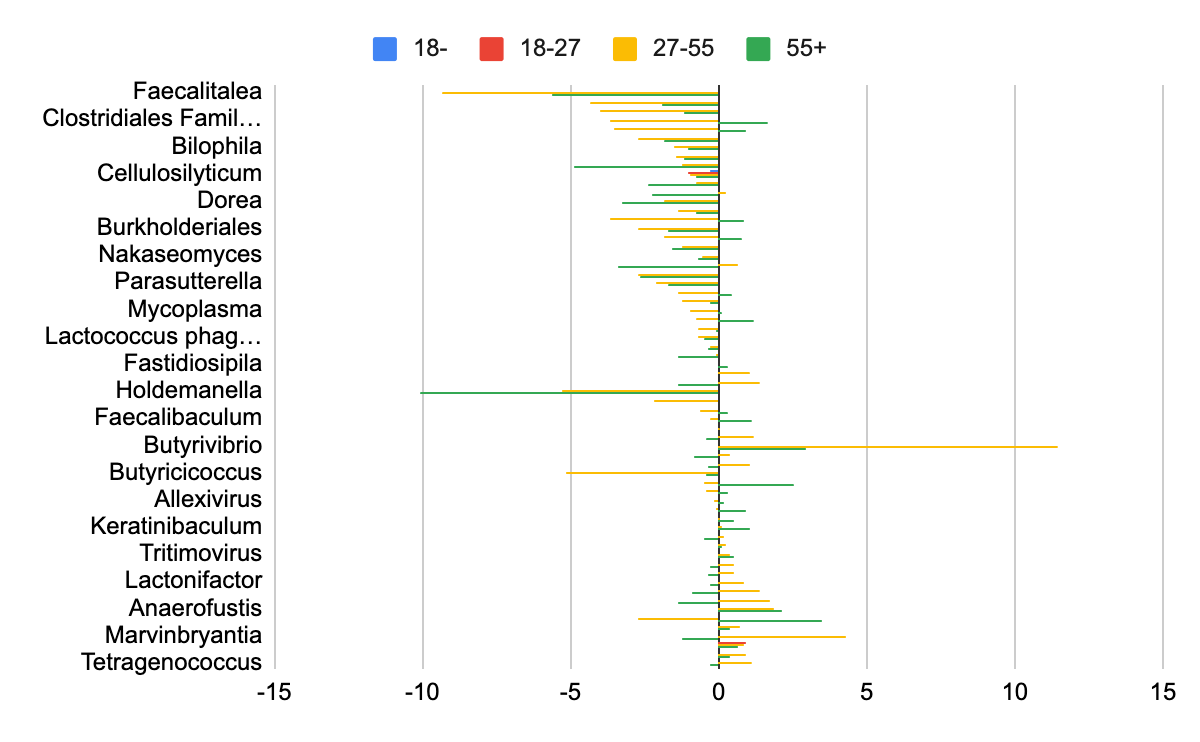 18- 18-27 27-55 55+
Faecalitalea
Clostridiales Famil…
Bilophila
Cellulosilyticum
Dorea
Burkholderiales
Nakaseomyces
Parasutterella
Mycoplasma
Lactococcus phag…
Fastidiosipila
Holdemanella
Faecalibaculum
Butyrivibrio
Butyricicoccus
Allexivirus
Keratinibaculum
Tritimovirus
Lactonifactor
Anaerofustis
Marvinbryantia
Tetragenococcus
-15 -10 -5 0 5 10 15